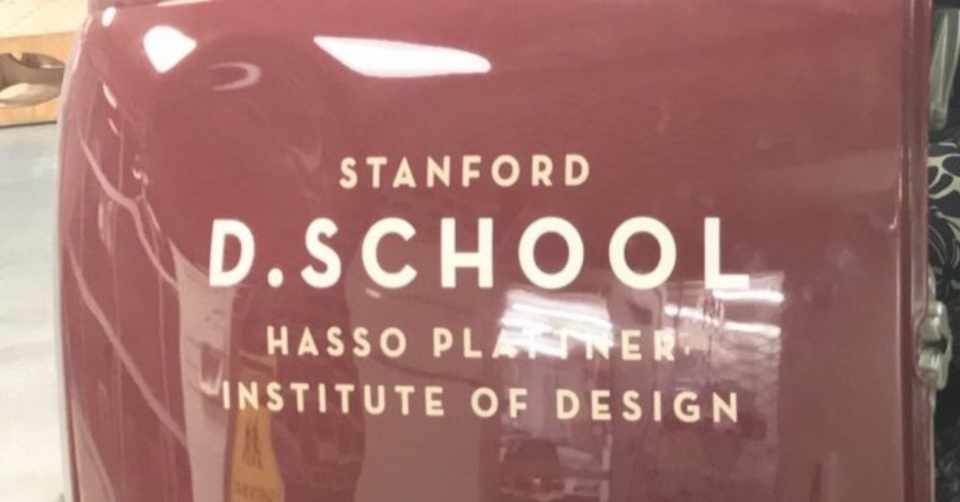 STANFORD
D.SCHOOL
HASSO PLATTNER
INSTITUTE OF DESIGN